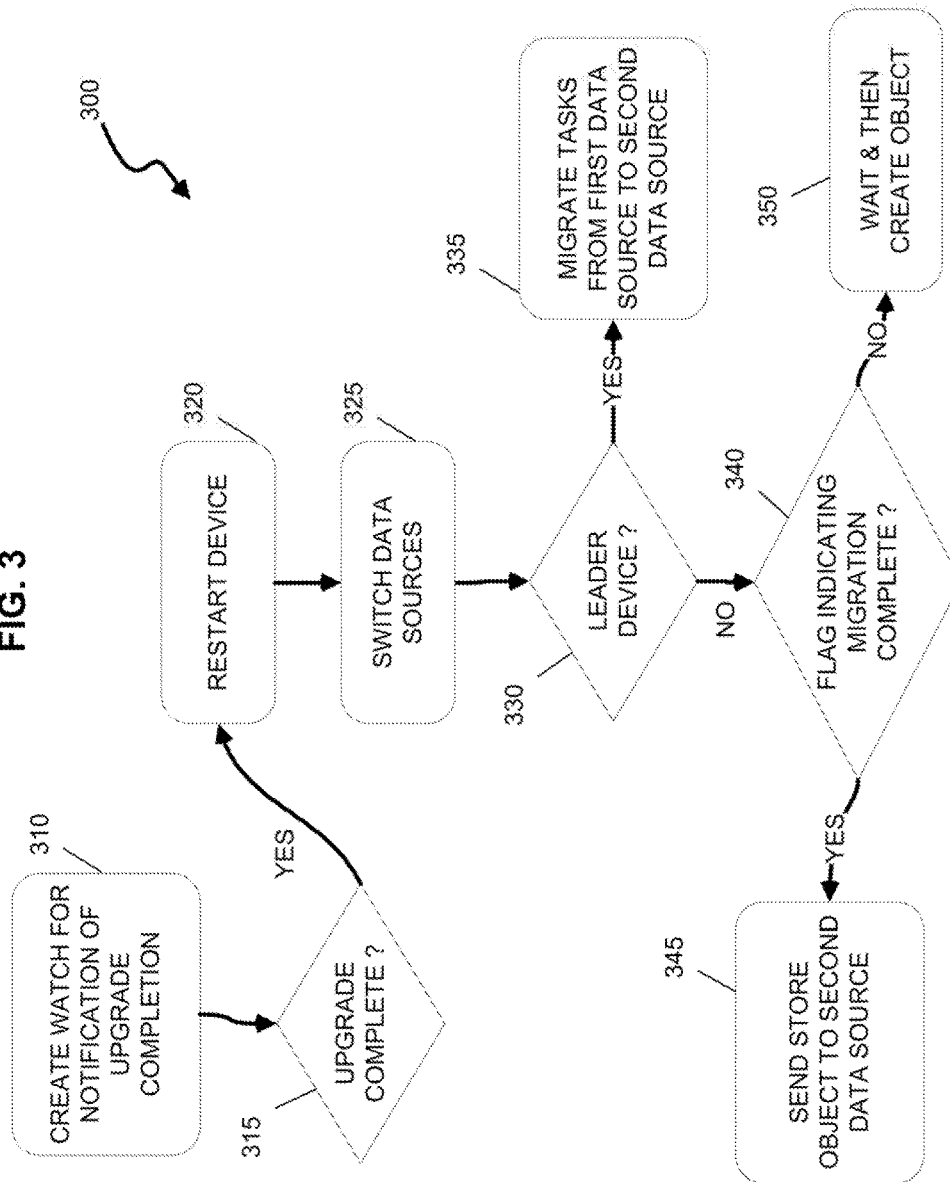 FIG. 3
300
310
CREATE WATCH FOR
NOTIFICATION OF
UPGRADE
COMPLETION
315
UPGRADE
COMPLETE ?
YES
320
RESTART DEVICE
325
SWITCH DATA
SOURCES
330
LEADER
DEVICE ?
YES
335
MIGRATE TASKS
FROM FIRST DATA
SOURCE TO SECOND
DATA SOURCE
NO
340
FLAG INDICATING
MIGRATION
COMPLETE ?
YES
345
SEND STORE
OBJECT TO SECOND
DATA SOURCE
NO
350
WAIT & THEN
CREATE OBJECT